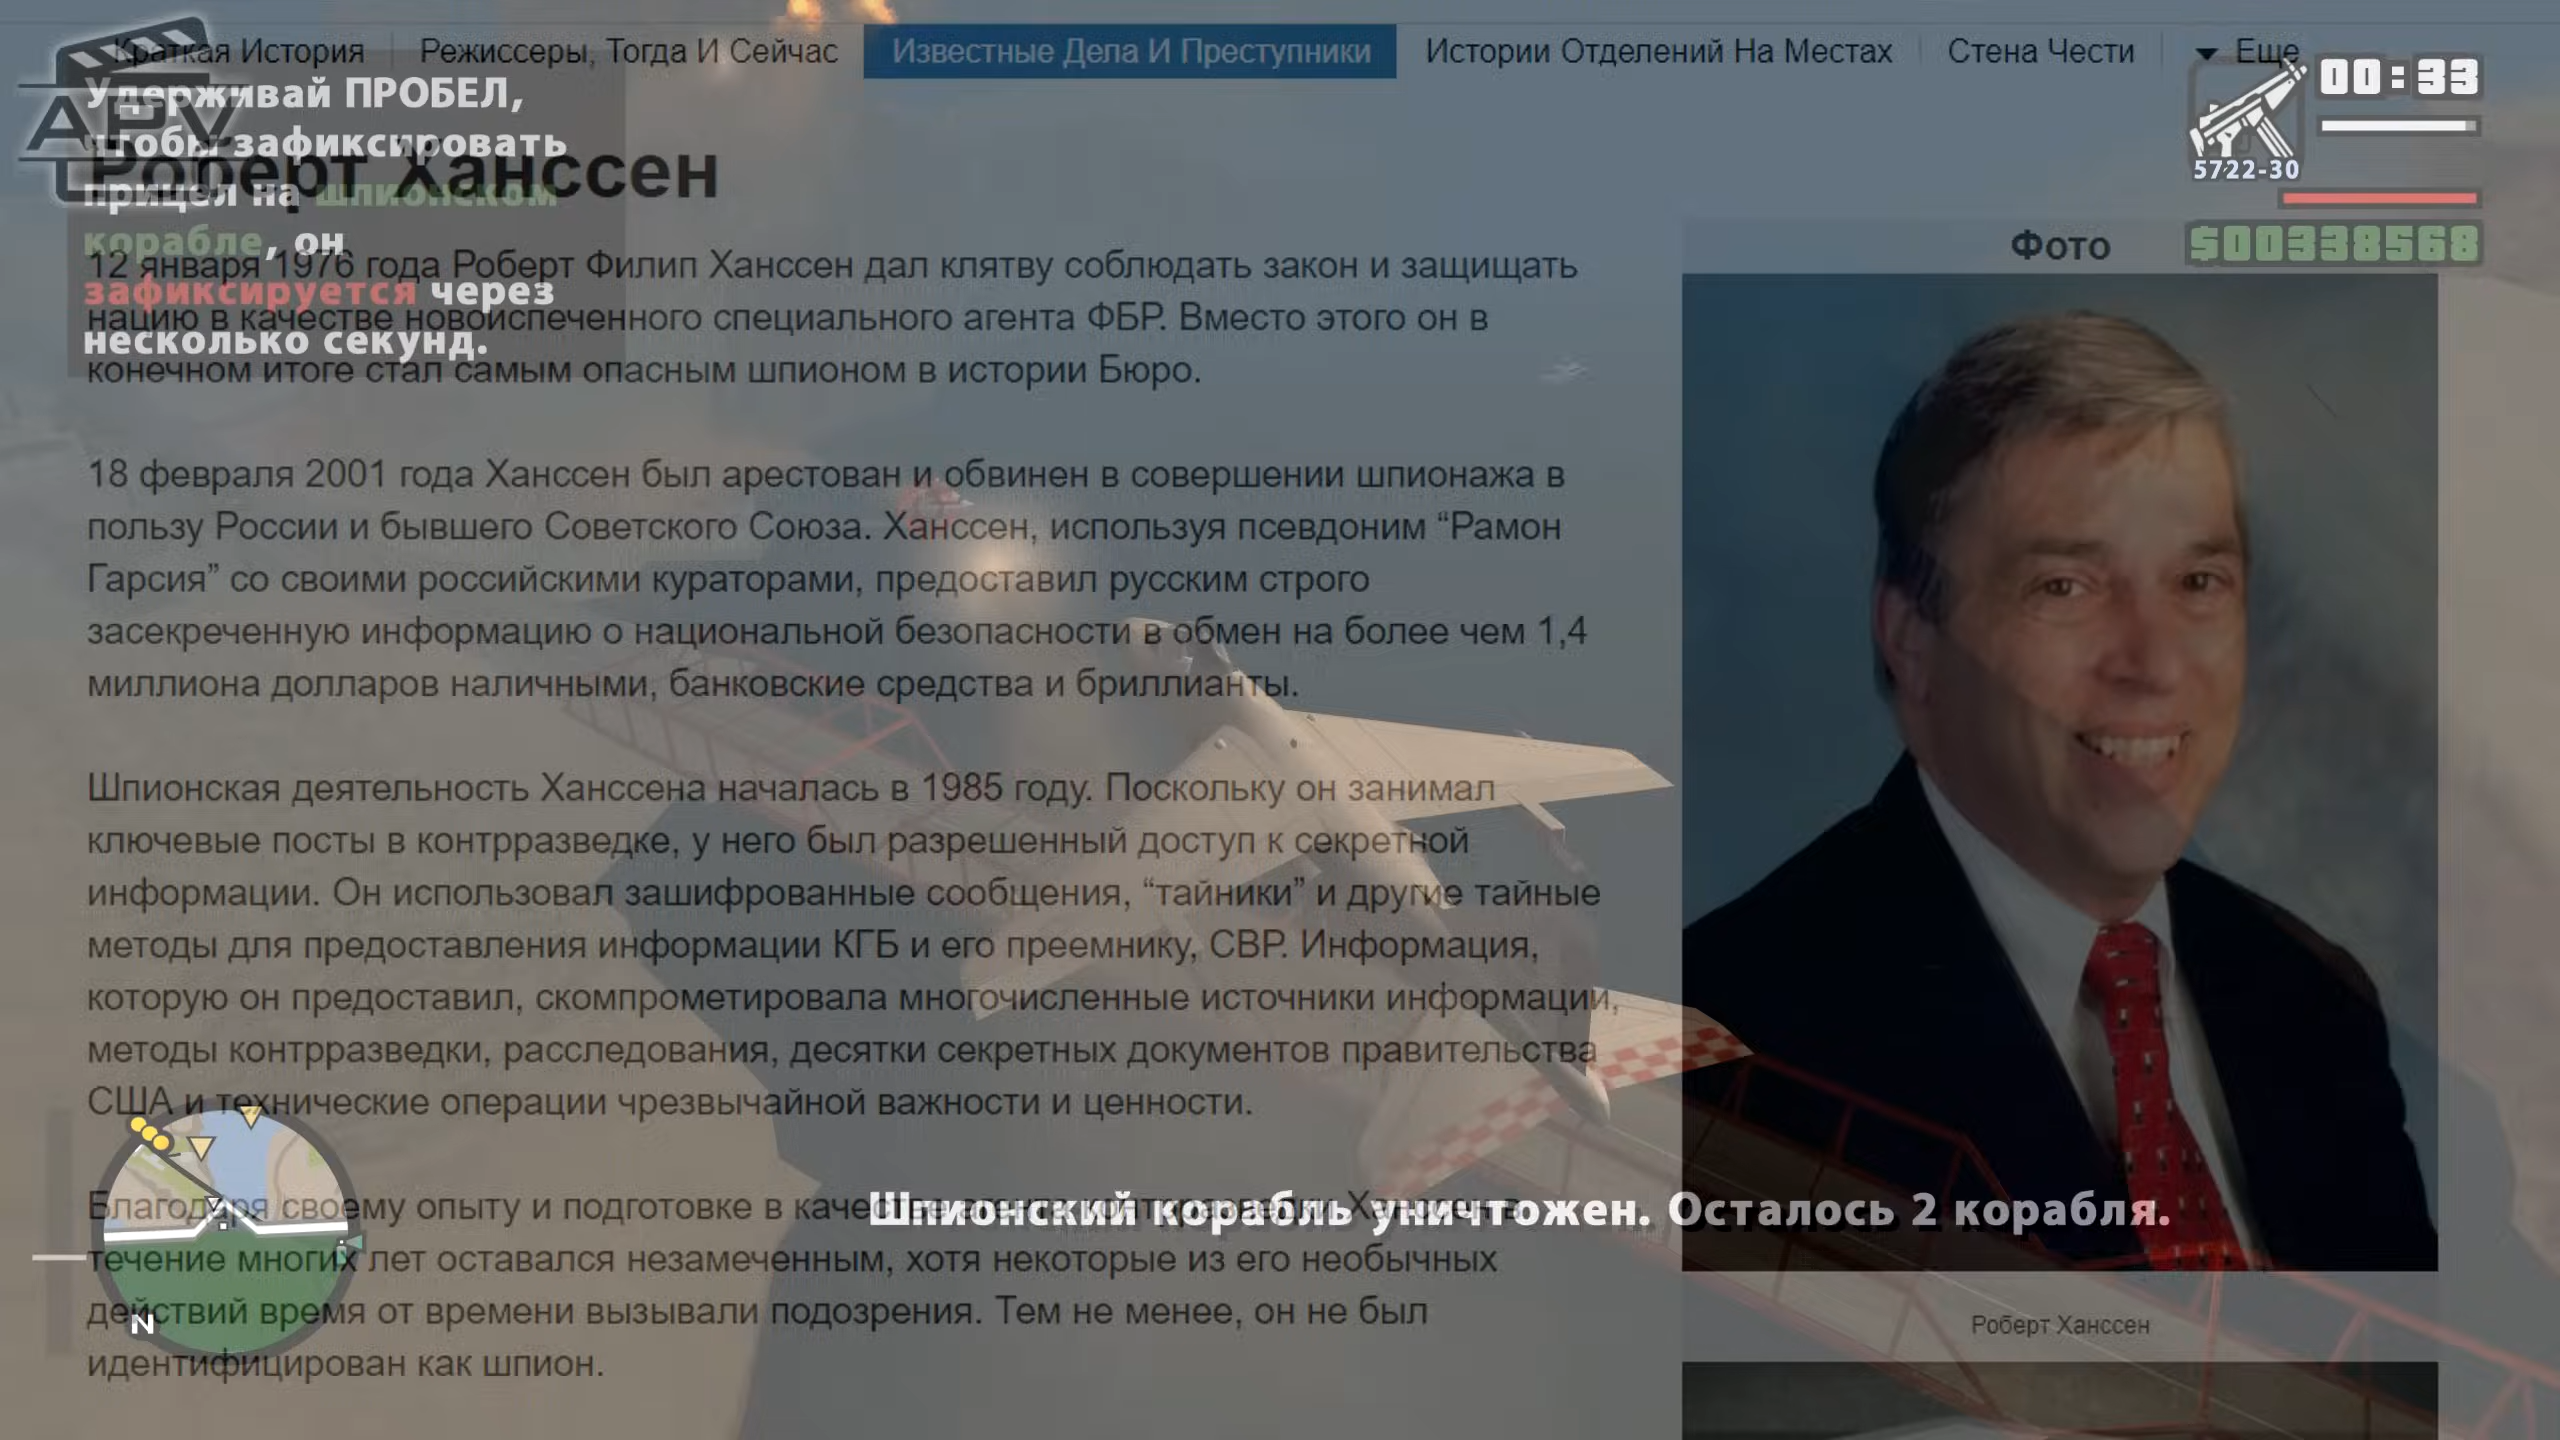 Краткая История
Режиссеры, Тогда И Сейчас
Известные Дела И Преступники
Истории Отделений На Местах
Стена Чести
Еще
APV
Удерживай ПРОБЕЛ,
чтобы зафиксировать
прицел на шпионском
корабле, он
зафиксируется через
несколько секунд.
00:33
5722-30
$00338568
Роберт Ханссен
12 января 1976 года Роберт Филип Ханссен дал клятву соблюдать закон и защищать
нацию в качестве новоиспеченного специального агента ФБР. Вместо этого он в
конечном итоге стал самым опасным шпионом в истории Бюро.
18 февраля 2001 года Ханссен был арестован и обвинен в совершении шпионажа в
пользу России и бывшего Советского Союза. Ханссен, используя псевдоним “Рамон
Гарсия” со своими российскими кураторами, предоставил русским строго
засекреченную информацию о национальной безопасности в обмен на более чем 1,4
миллиона долларов наличными, банковские средства и бриллианты.
Шпионская деятельность Ханссена началась в 1985 году. Поскольку он занимал
ключевые посты в контрразведке, у него был разрешенный доступ к секретной
информации. Он использовал зашифрованные сообщения, “тайники” и другие тайные
методы для предоставления информации КГБ и его преемнику, СВР. Информация,
которую он предоставил, скомпрометировала многочисленные источники информации,
методы контрразведки, расследования, десятки секретных документов правительства
США и технические операции чрезвычайной важности и ценности.
Благодаря своему опыту и подготовке в качестве агента контрразведки Ханссен в
течение многих лет оставался незамеченным, хотя некоторые из его необычных
действий время от времени вызывали подозрения. Тем не менее, он не был
идентифицирован как шпион.
Шпионский корабль уничтожен. Осталось 2 корабля.
N
Фото
Роберт Ханссен